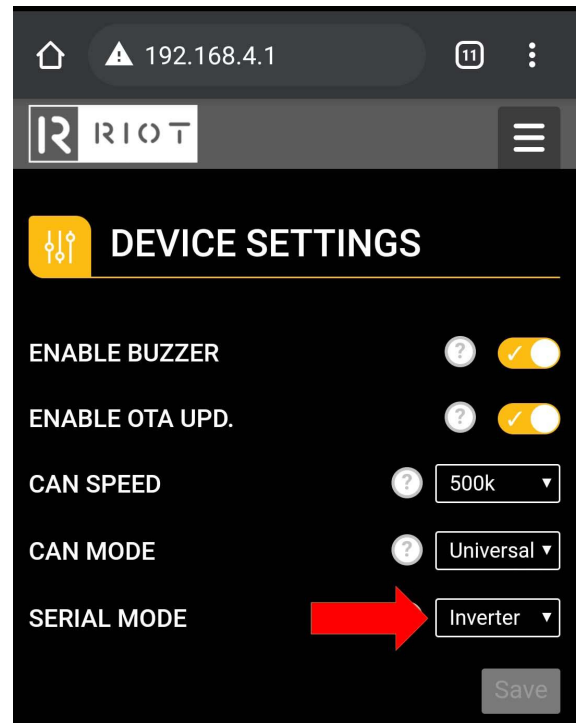 192.168.4.1 11
R RIOT
DEVICE SETTINGS
ENABLE BUZZER ?
ENABLE OTA UPD. ?
CAN SPEED ? 500k
CAN MODE ? Universal
SERIAL MODE Inverter
Save